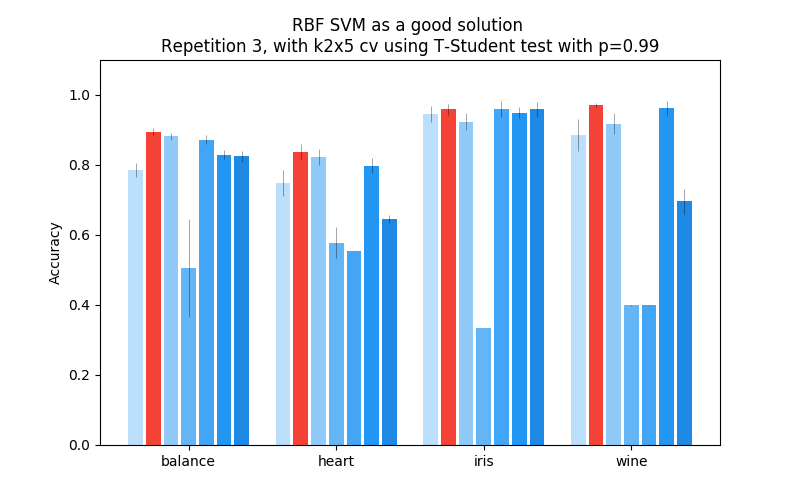 RBF SVM as a good solution
Repetition 3, with k2x5 cv using T-Student test with p=0.99
1.0
0.8
0.6
0.4
0.2
0.0
Accuracy
balance heart iris wine